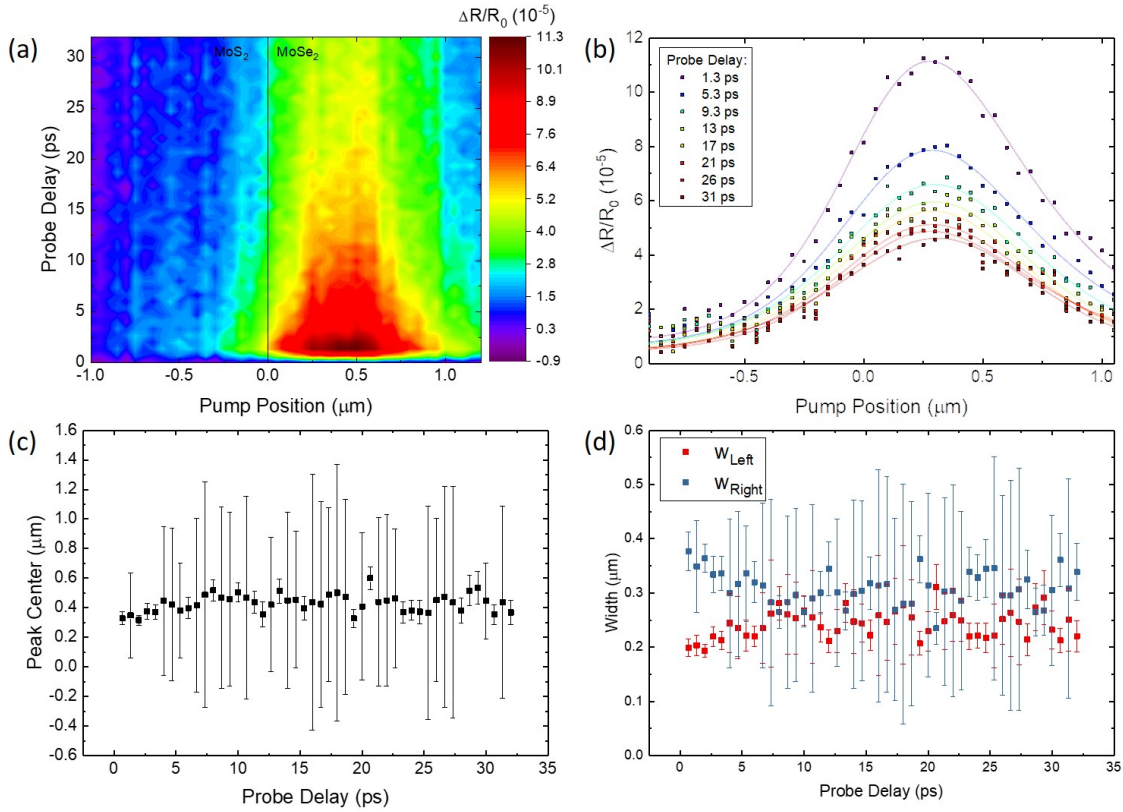 (a)
ΔR/R0 (10-5)
MoS2
MoSe2
Probe Delay (ps)
30
25
20
15
10
5
0
-1.0
-0.5
0.0
0.5
1.0
Pump Position (μm)
11.3
10.1
8.9
7.6
6.4
5.2
4.0
2.8
1.5
0.3
-0.9
(b)
ΔR/R0 (10-5)
12
10
8
6
4
2
0
Probe Delay:
1.3 ps
5.3 ps
9.3 ps
13 ps
17 ps
21 ps
26 ps
31 ps
-0.5
0.0
0.5
1.0
Pump Position (μm)
(c)
Peak Center (μm)
1.6
1.4
1.2
1.0
0.8
0.6
0.4
0.2
0.0
-0.2
-0.4
-0.6
0
5
10
15
20
25
30
35
Probe Delay (ps)
(d)
Width (μm)
0.6
0.5
0.4
0.3
0.2
0.1
0.0
WLeft
WRight
0
5
10
15
20
25
30
35
Probe Delay (ps)